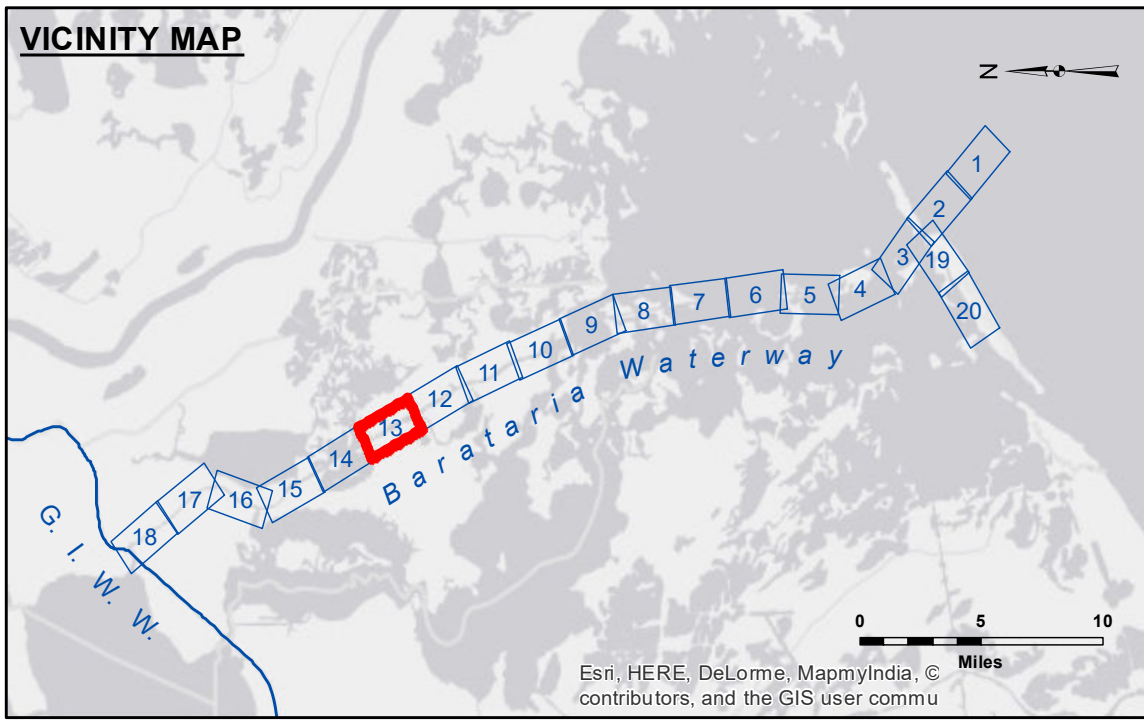 VICINITY MAP
N
1
2
3
19
4
5
6
7
8
20
9
10
11
12
13
14
15
16
17
18
Barataria Waterway
G. I. W. W.
0 5 10
Miles
Esri, HERE, DeLorme, MapmyIndia, ©
contributors, and the GIS user commu